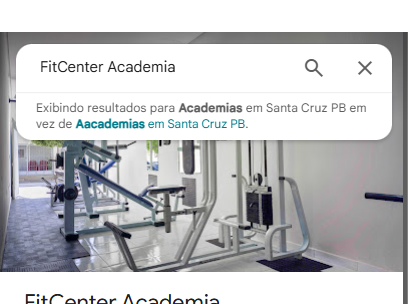 FitCenter Academia
Exibindo resultados para Academias em Santa Cruz PB em
vez de Aacademias em Santa Cruz PB.
FitCenter Academia